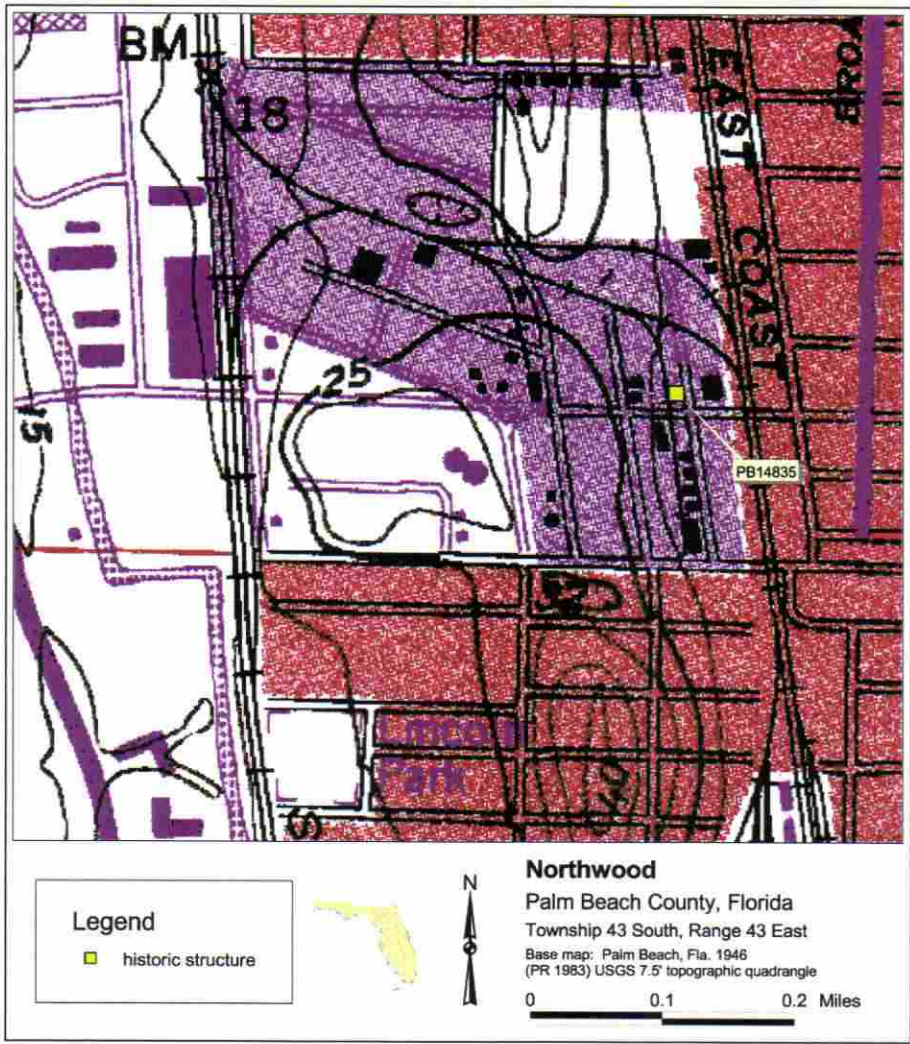 BM
18
EAST COAST
BRO
25
15
PB14835
Lincoln
Park
S
Legend
historic structure
N
Northwood
Palm Beach County, Florida
Township 43 South, Range 43 East
Base map: Palm Beach, Fla. 1946
(PR 1983) USGS 7.5' topographic quadrangle
0 0.1 0.2 Miles